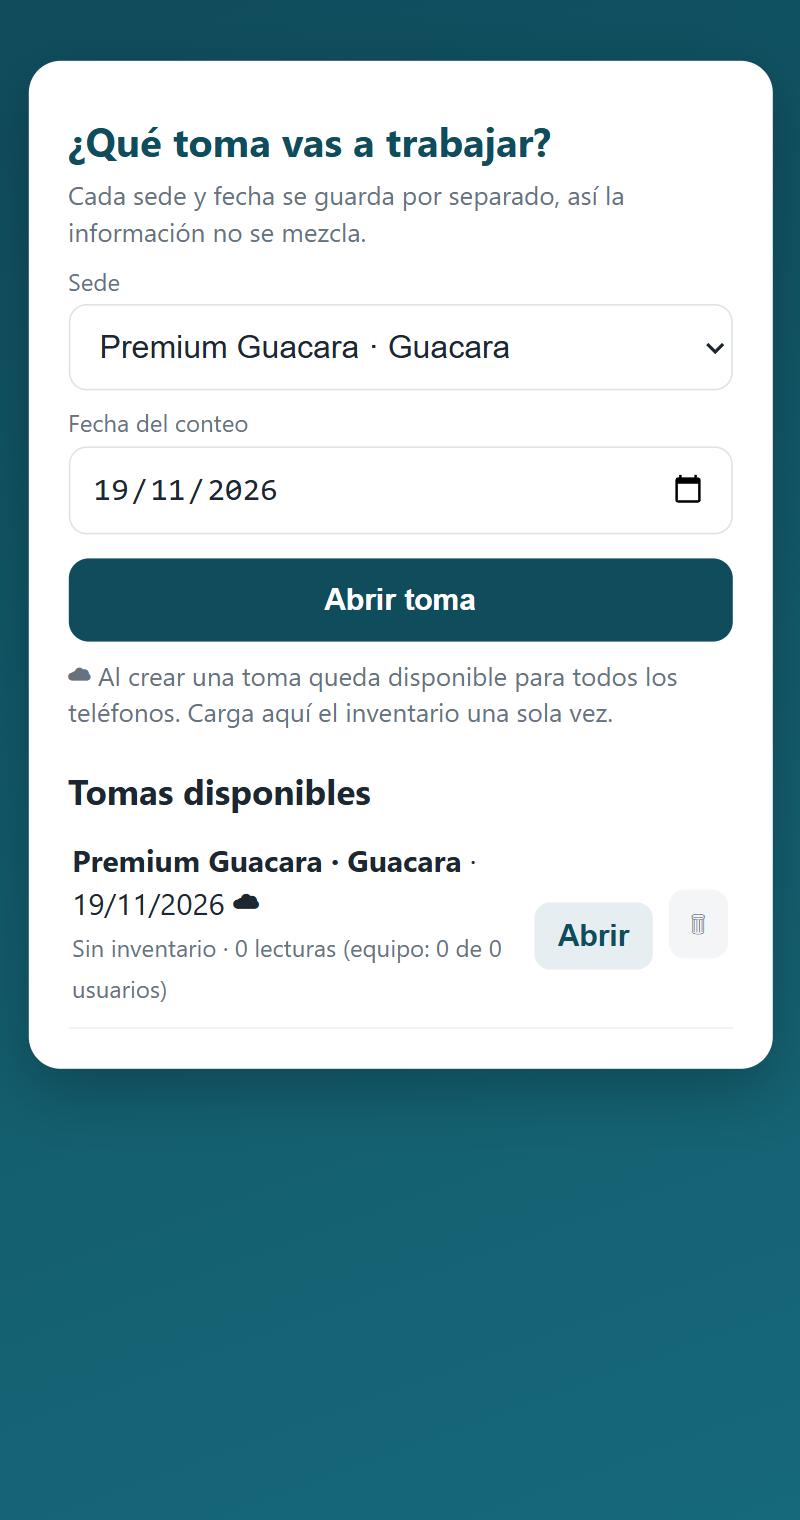 ¿Qué toma vas a trabajar?
Cada sede y fecha se guarda por separado, así la
información no se mezcla.
Sede
Premium Guacara · Guacara
Fecha del conteo
19/11/2026
Abrir toma
Al crear una toma queda disponible para todos los
teléfonos. Carga aquí el inventario una sola vez.
Tomas disponibles
Premium Guacara · Guacara ·
19/11/2026
Sin inventario · 0 lecturas (equipo: 0 de 0
usuarios)
Abrir